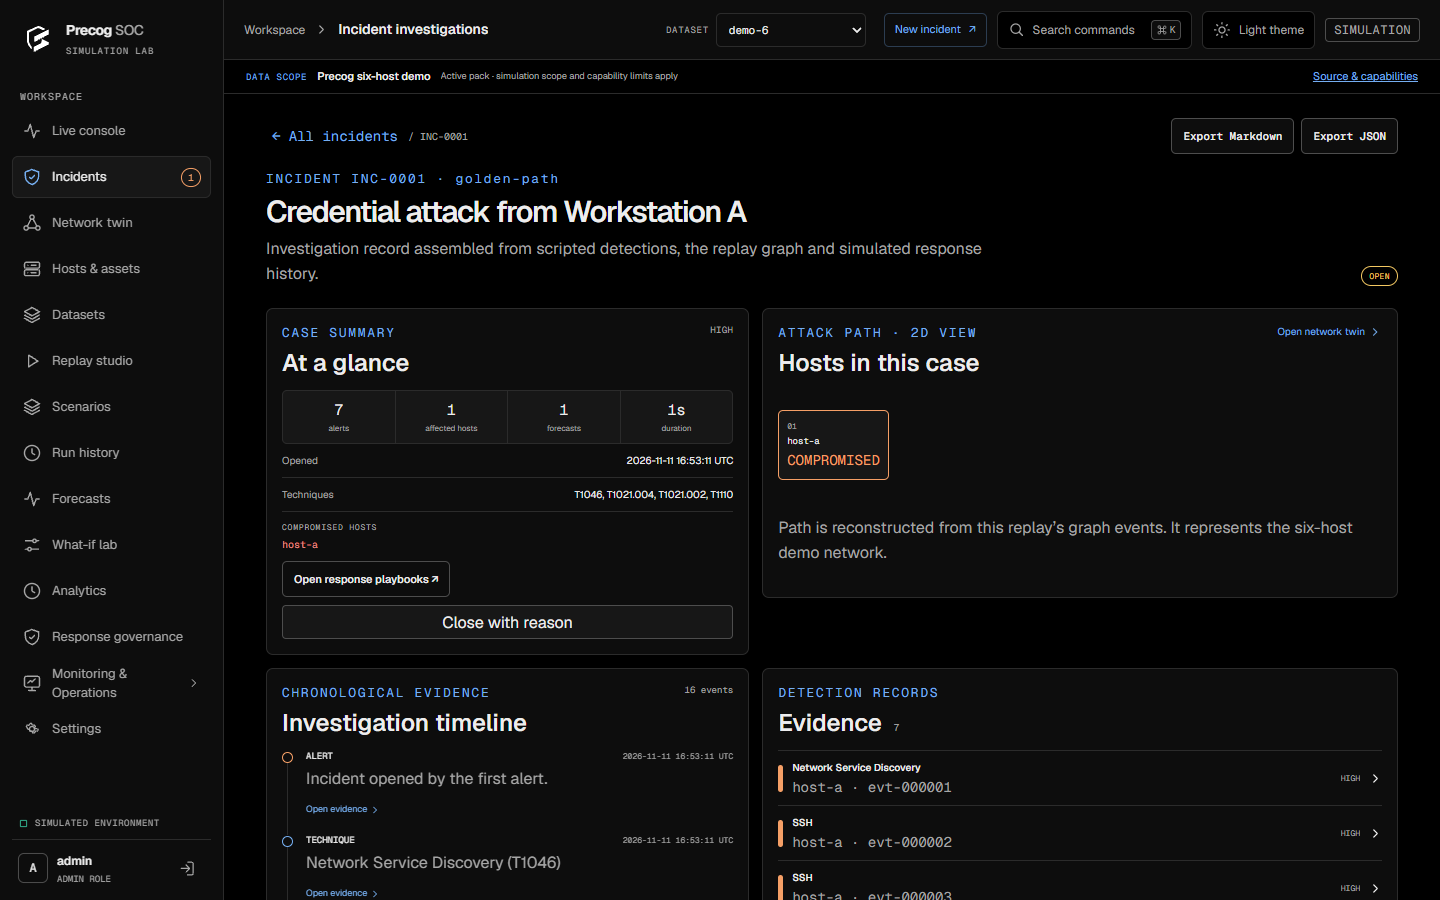 Precog SOC
SIMULATION LAB
WORKSPACE
Live console
Incidents
1
Network twin
Hosts & assets
Datasets
Replay studio
Scenarios
Run history
Forecasts
What-if lab
Analytics
Response governance
Monitoring &
Operations
Settings
SIMULATED ENVIRONMENT
A
admin
ADMIN ROLE
Workspace > Incident investigations
DATASET demo-6
New incident ↗
Search commands ⌘ K
Light theme
SIMULATION
DATA SCOPE Precog six-host demo Active pack · simulation scope and capability limits apply
Source & capabilities
← All incidents / INC-0001
Export Markdown
Export JSON
INCIDENT INC-0001 · golden-path
Credential attack from Workstation A
Investigation record assembled from scripted detections, the replay graph and simulated response
history.
OPEN
CASE SUMMARY
HIGH
At a glance
7 1 1 1s
alerts affected hosts forecasts duration
Opened 2026-11-11 16:53:11 UTC
Techniques T1046, T1021.004, T1021.002, T1110
COMPROMISED HOSTS
host-a
Open response playbooks ↗
Close with reason
ATTACK PATH · 2D VIEW
Open network twin >
Hosts in this case
01
host-a
COMPROMISED
Path is reconstructed from this replay’s graph events. It represents the six-host
demo network.
CHRONOLOGICAL EVIDENCE
16 events
Investigation timeline
ALERT 2026-11-11 16:53:11 UTC
Incident opened by the first alert.
Open evidence >
TECHNIQUE 2026-11-11 16:53:11 UTC
Network Service Discovery (T1046)
Open evidence >
DETECTION RECORDS
Evidence 7
Network Service Discovery
host-a · evt-000001
HIGH >
SSH
host-a · evt-000002
HIGH >
SSH
host-a · evt-000003
HIGH >